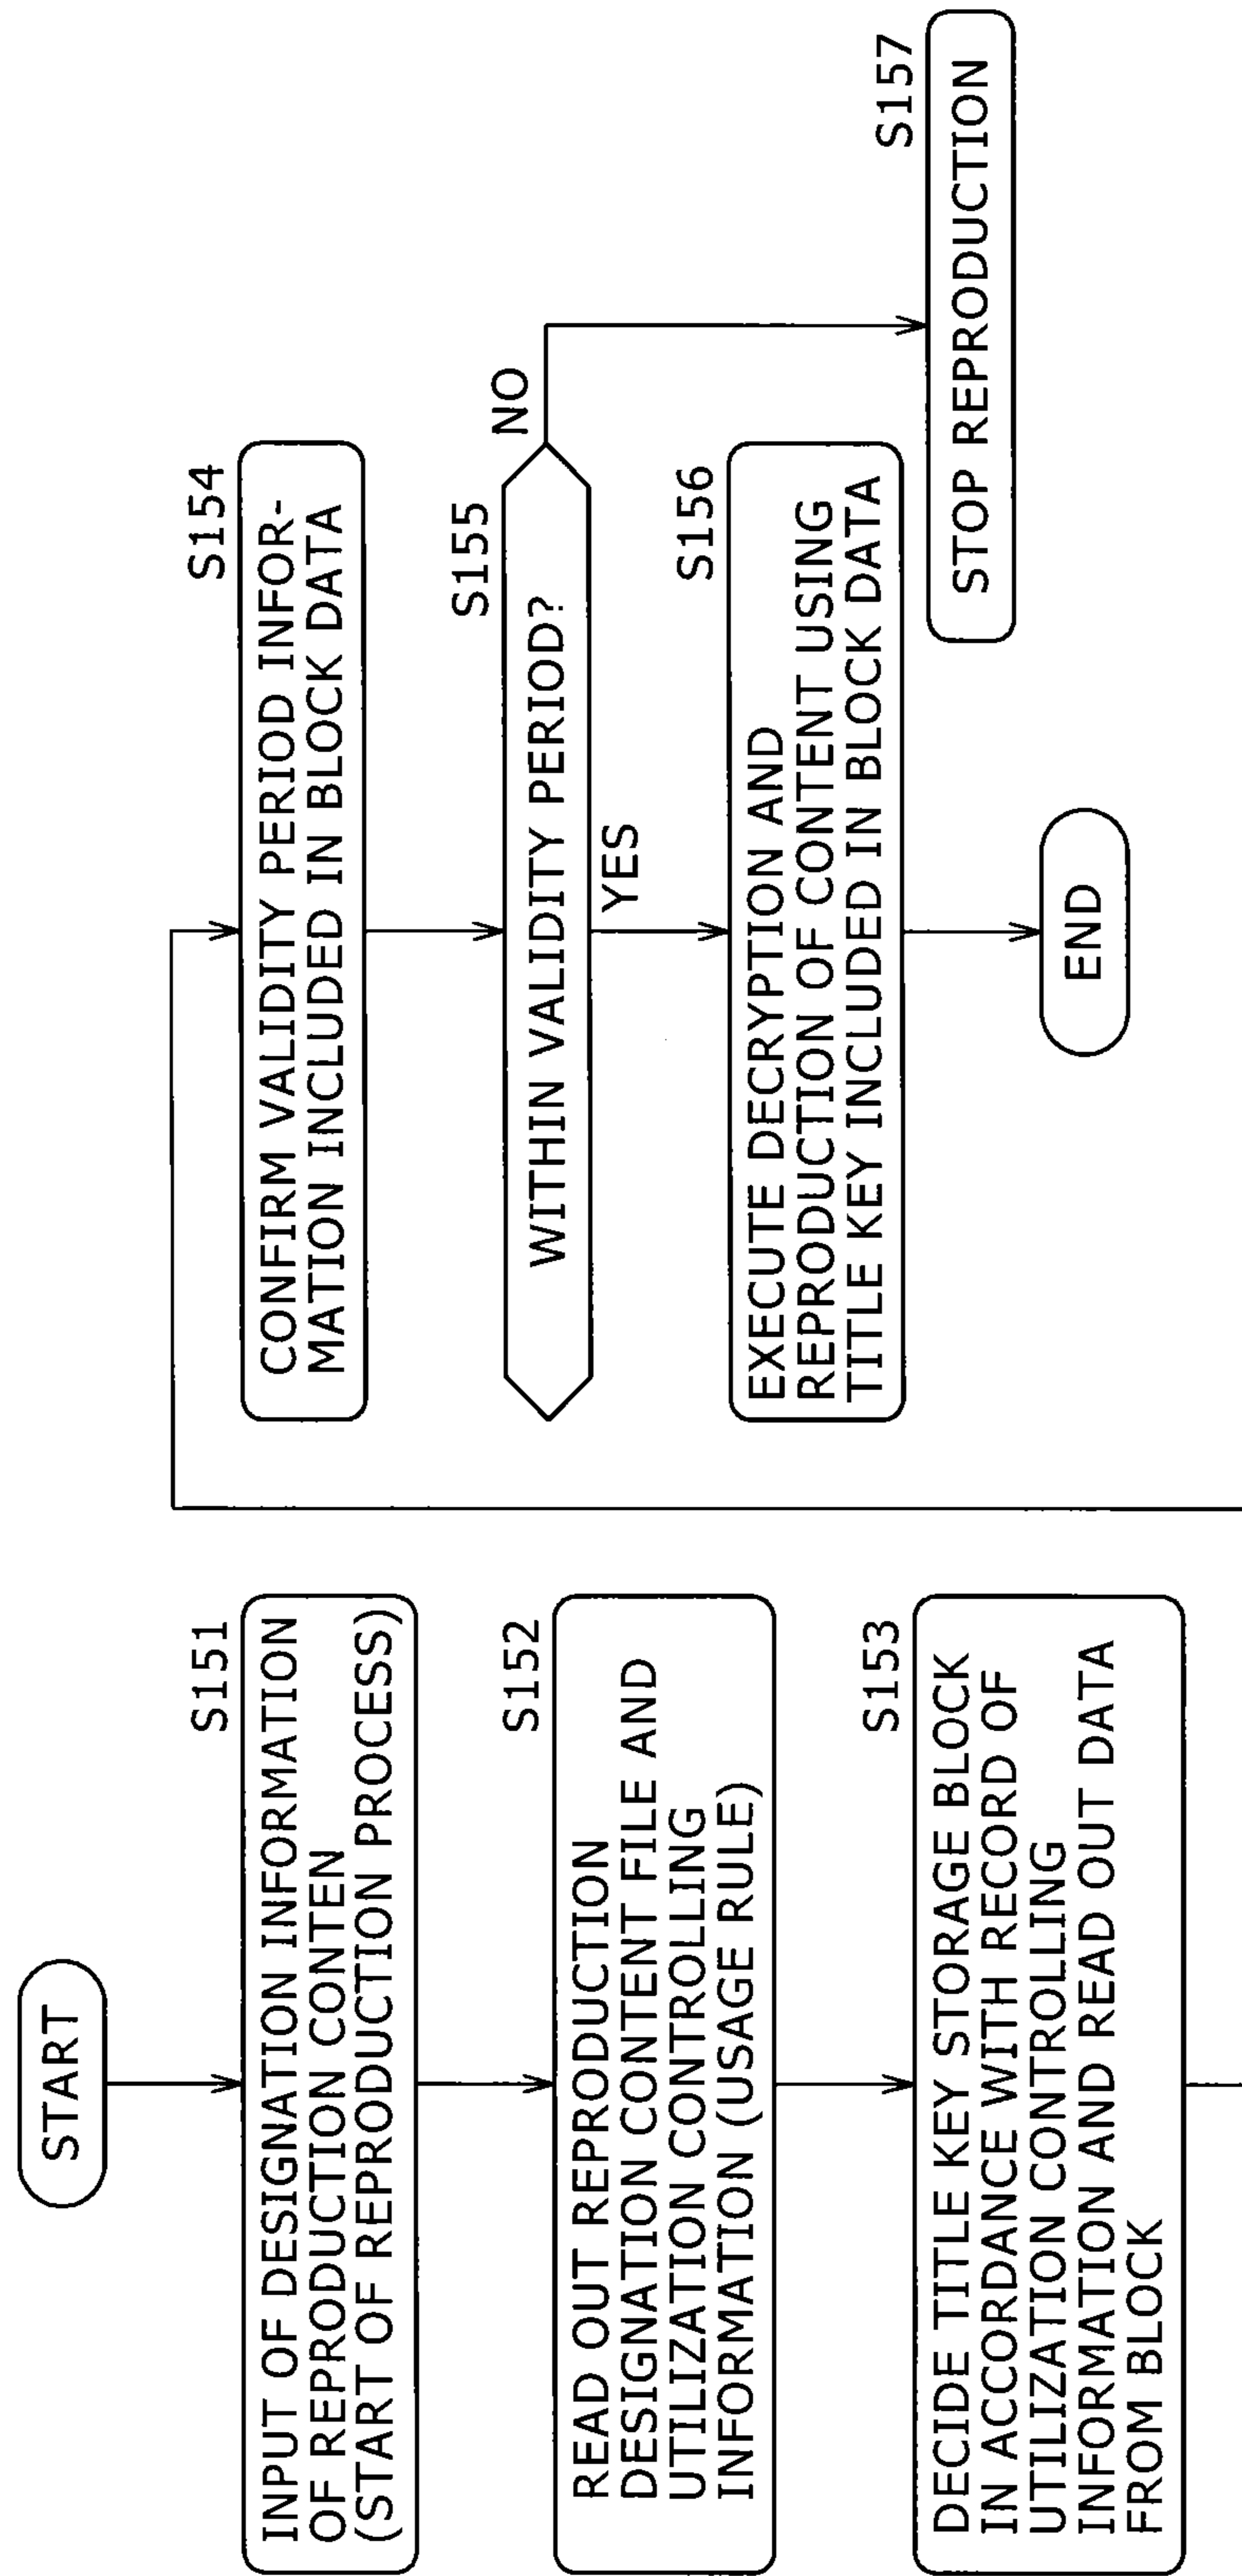 START
S151
INPUT OF DESIGNATION INFORMATION
OF REPRODUCTION CONTEN
(START OF REPRODUCTION PROCESS)
S152
READ OUT REPRODUCTION
DESIGNATION CONTENT FILE AND
UTILIZATION CONTROLLING
INFORMATION (USAGE RULE)
S153
DECIDE TITLE KEY STORAGE BLOCK
IN ACCORDANCE WITH RECORD OF
UTILIZATION CONTROLLING
INFORMATION AND READ OUT DATA
FROM BLOCK
S154
CONFIRM VALIDITY PERIOD INFOR-
MATION INCLUDED IN BLOCK DATA
S155
WITHIN VALIDITY PERIOD?
NO
YES
S156
EXECUTE DECRYPTION AND
REPRODUCTION OF CONTENT USING
TITLE KEY INCLUDED IN BLOCK DATA
S157
STOP REPRODUCTION
END